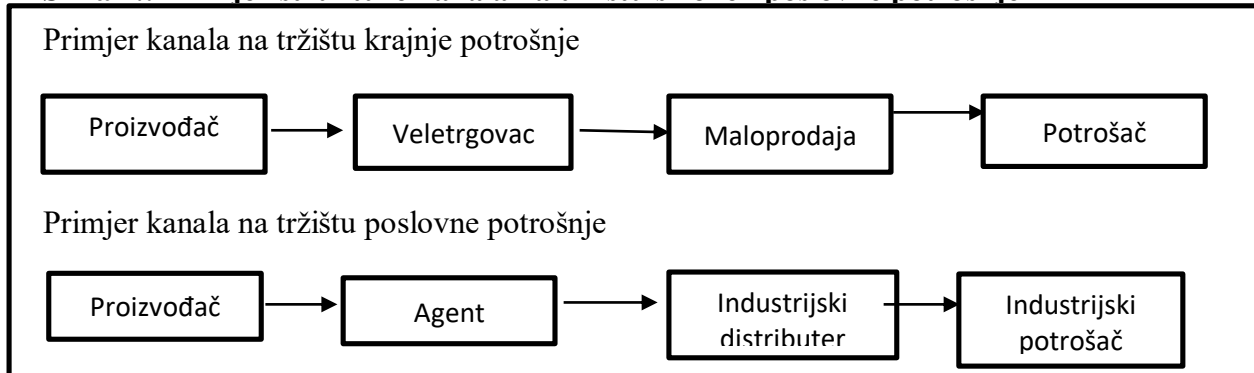 Primjer kanala na tržištu krajnje potrošnje
Proizvođač
Veletrgovac
Maloprodaja
Potrošač
Primjer kanala na tržištu poslovne potrošnje
Proizvođač
Agent
Industrijski
distributer
Industrijski
potrošač